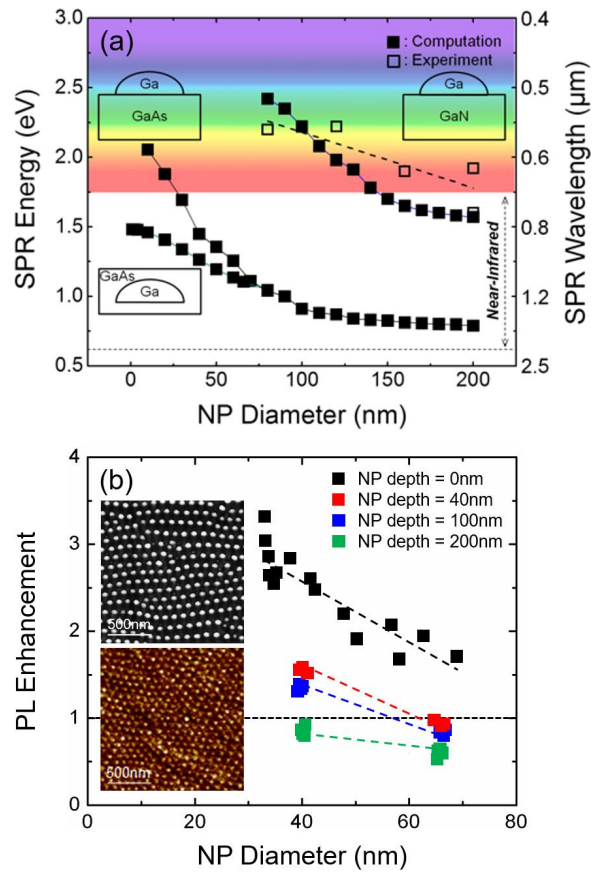 (a)
■ : Computation
□ : Experiment
Ga
GaAs
Ga
GaN
GaAs
Ga
Near-Infrared
3.0
2.5
2.0
1.5
1.0
0.5
0.4
0.5
0.6
0.8
1.2
2.5
SPR Energy (eV)
SPR Wavelength (μm)
0
50
100
150
200
NP Diameter (nm)
(b)
NP depth = 0nm
NP depth = 40nm
NP depth = 100nm
NP depth = 200nm
500nm
500nm
4
3
2
1
0
PL Enhancement
0
20
40
60
80
NP Diameter (nm)